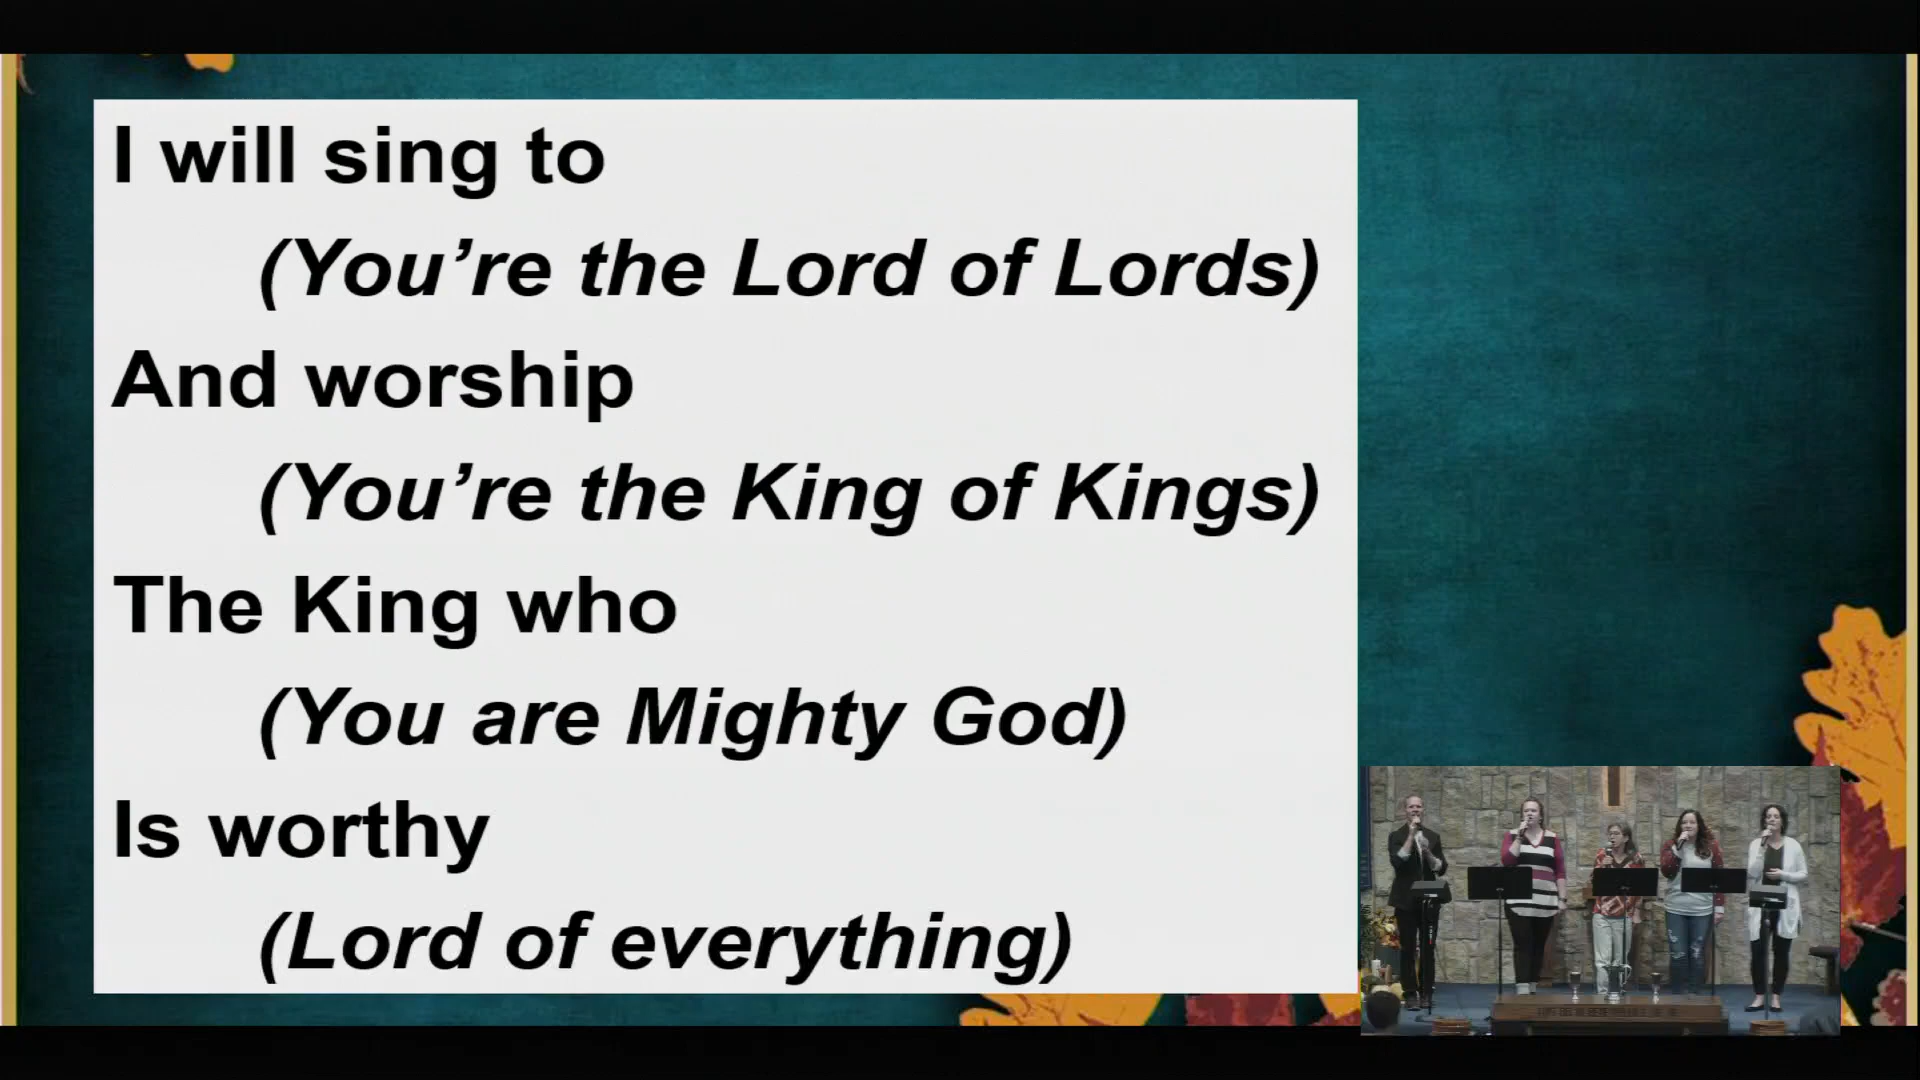 I will sing to
(You’re the Lord of Lords)
And worship
(You’re the King of Kings)
The King who
(You are Mighty God)
Is worthy
(Lord of everything)